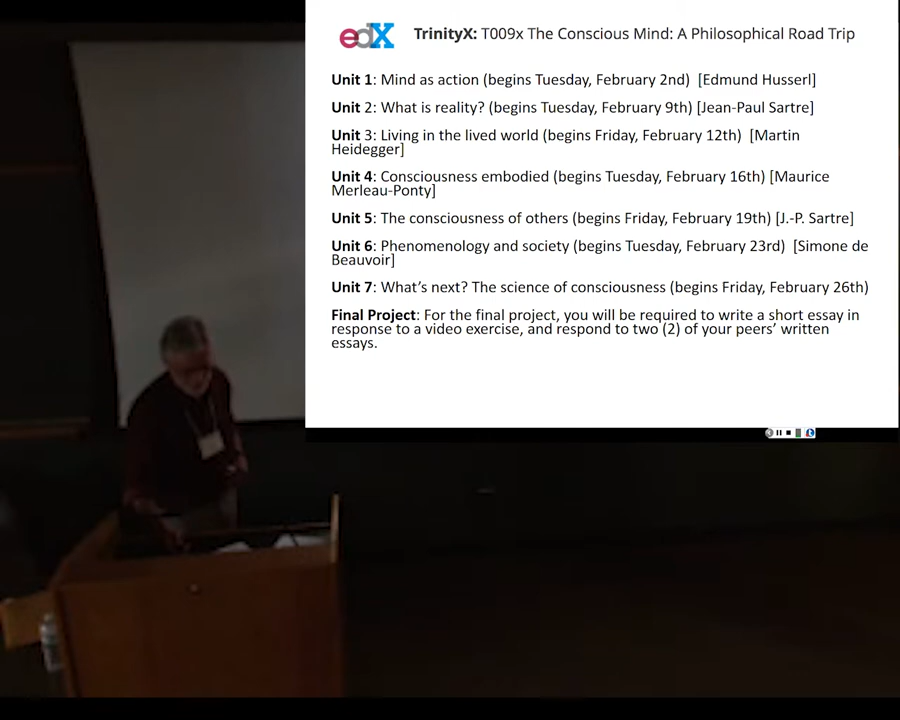 edX TrinityX: T009x The Conscious Mind: A Philosophical Road Trip
Unit 1: Mind as action (begins Tuesday, February 2nd)  [Edmund Husserl]
Unit 2: What is reality? (begins Tuesday, February 9th) [Jean-Paul Sartre]
Unit 3: Living in the lived world (begins Friday, February 12th)  [Martin
Heidegger]
Unit 4: Consciousness embodied (begins Tuesday, February 16th) [Maurice
Merleau-Ponty]
Unit 5: The consciousness of others (begins Friday, February 19th) [J.-P. Sartre]
Unit 6: Phenomenology and society (begins Tuesday, February 23rd)  [Simone de
Beauvoir]
Unit 7: What's next? The science of consciousness (begins Friday, February 26th)
Final Project: For the final project, you will be required to write a short essay in
response to a video exercise, and respond to two (2) of your peers' written
essays.